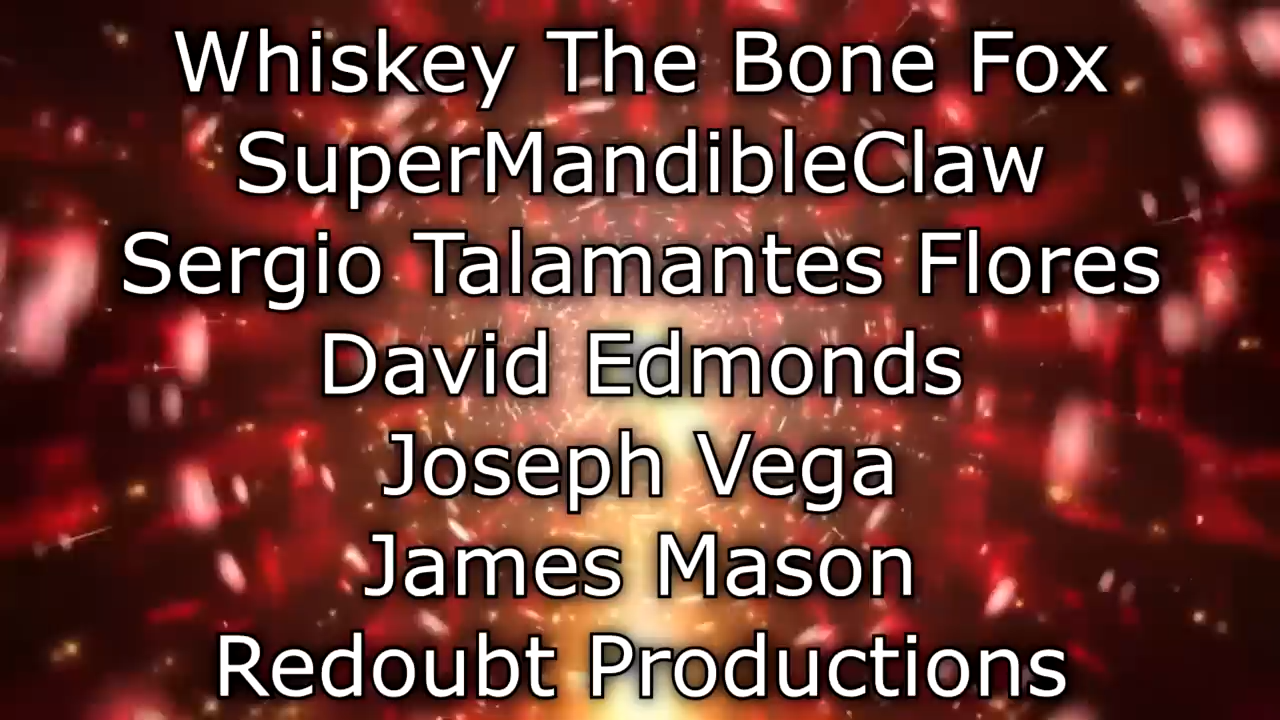 Whiskey The Bone Fox
SuperMandibleClaw
Sergio Talamantes Flores
David Edmonds
Joseph Vega
James Mason
Redoubt Productions